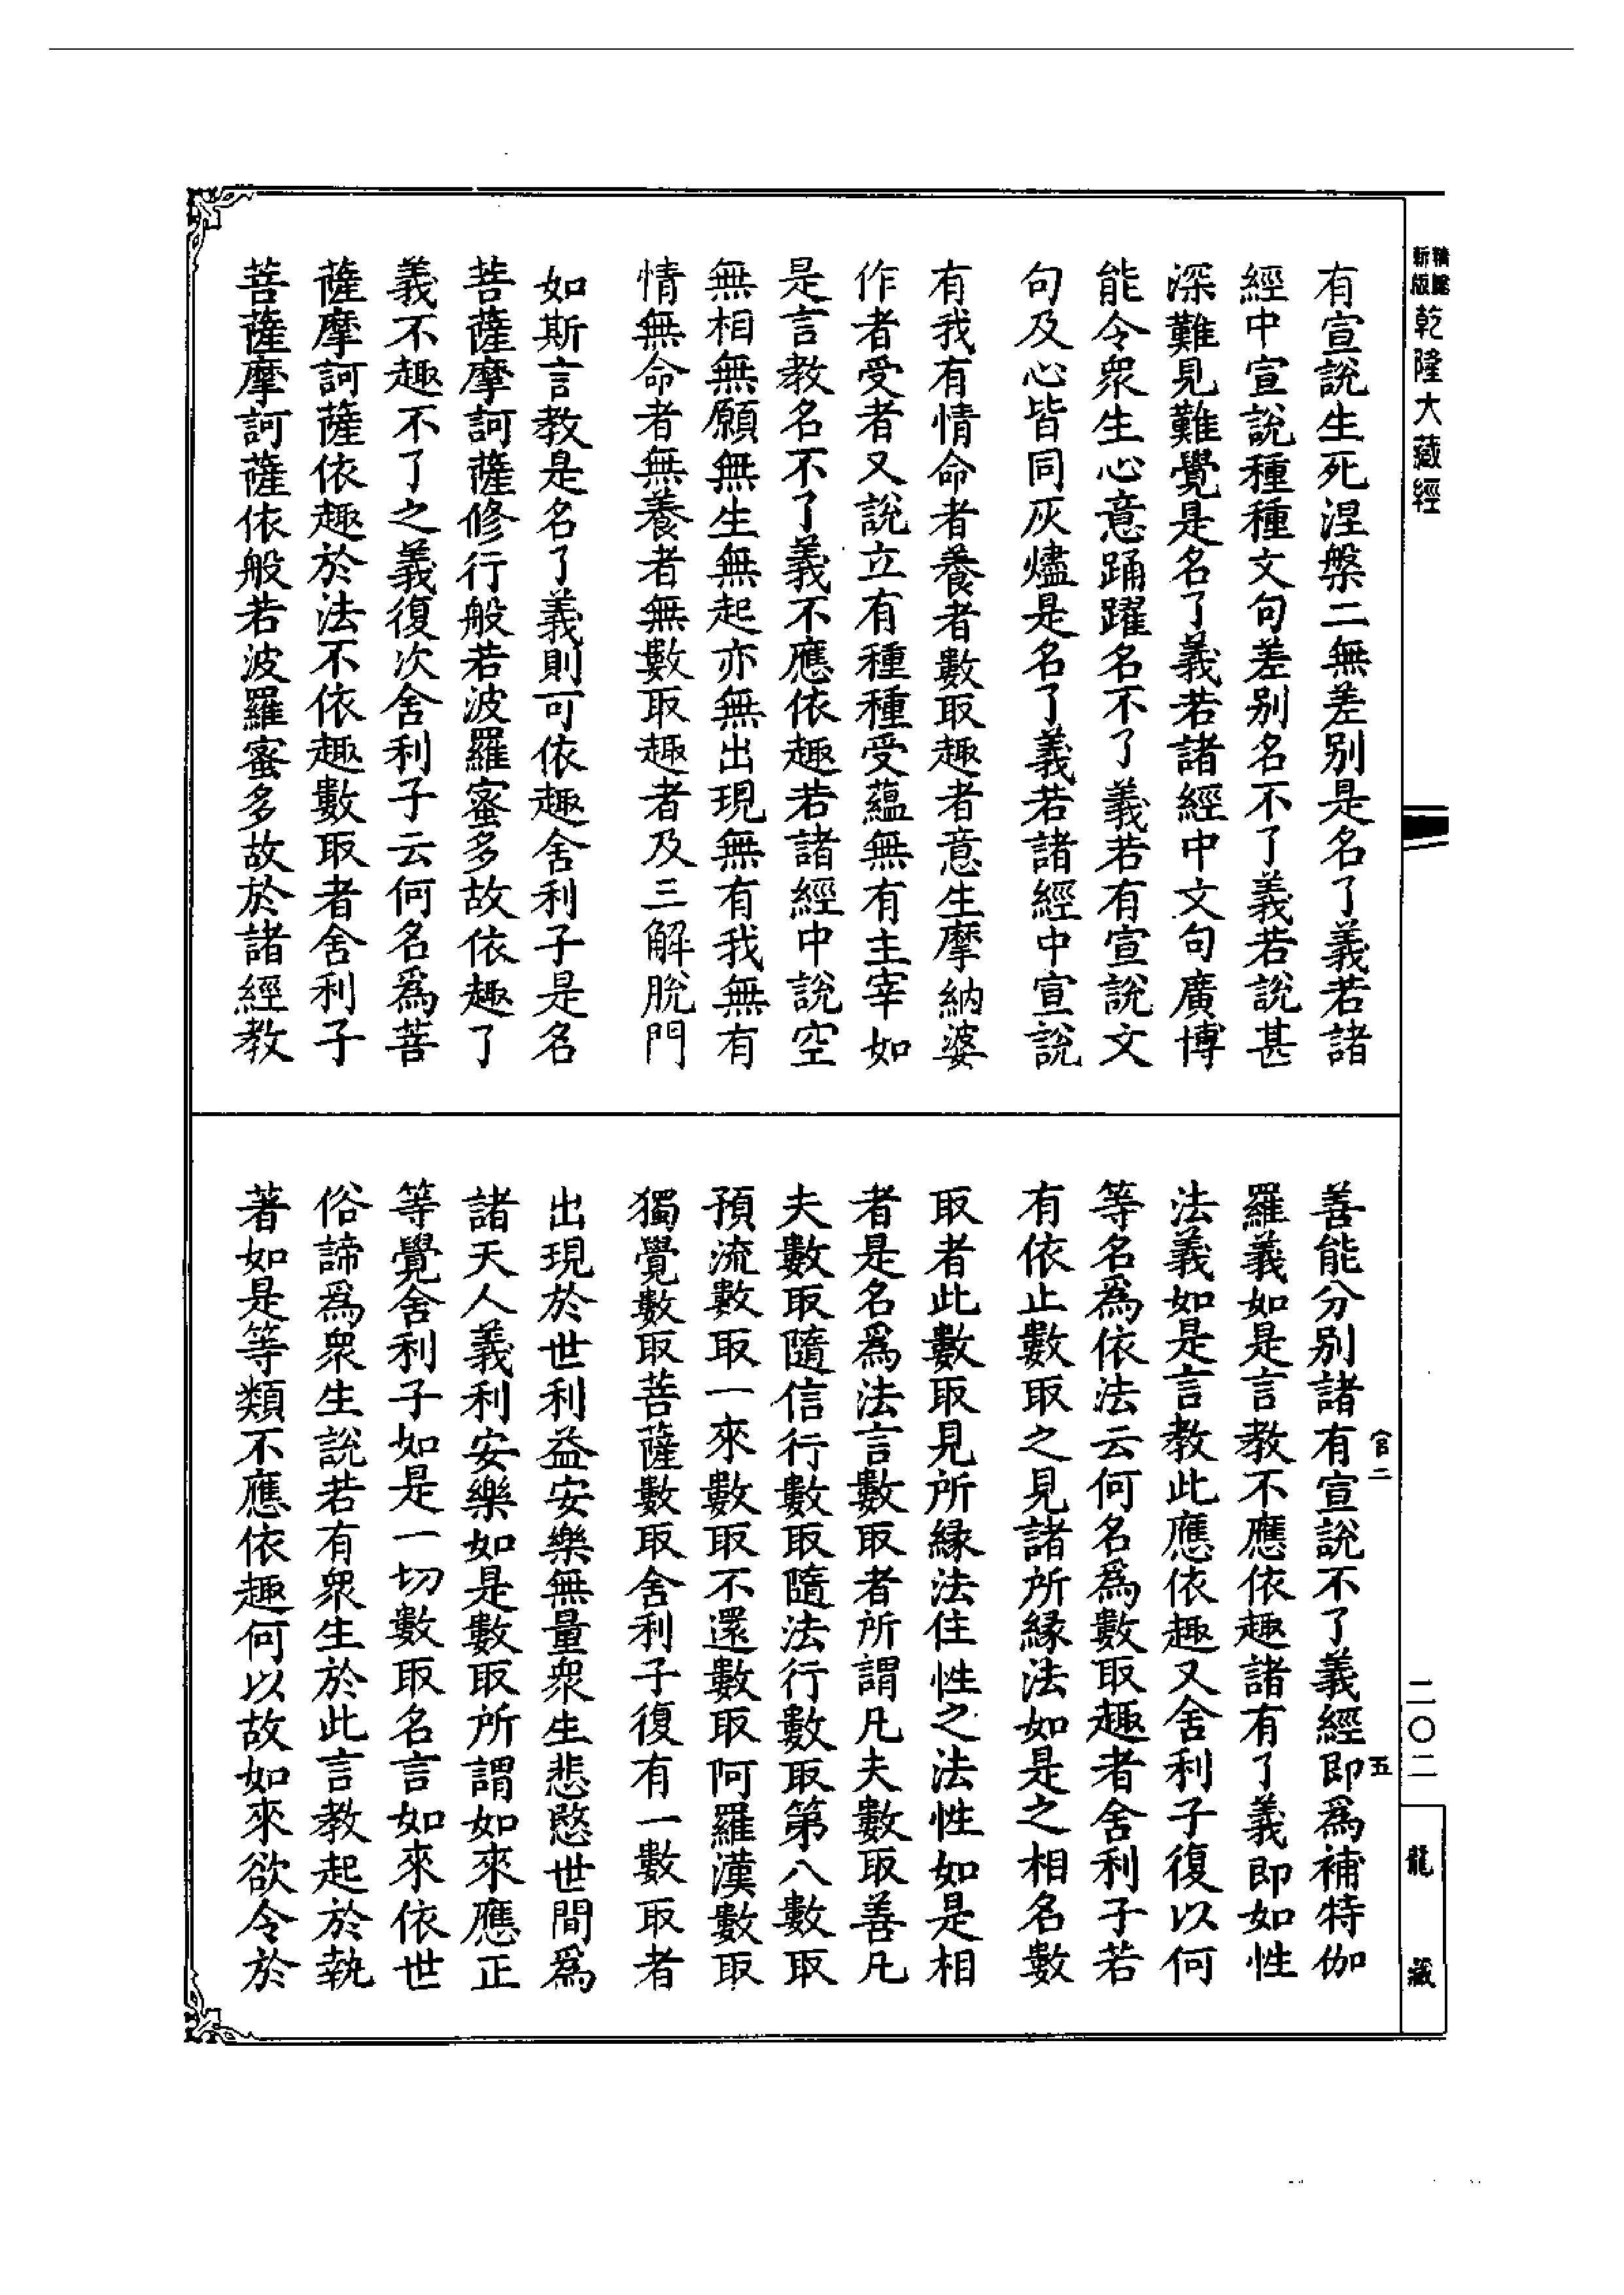 新版
精縮
乾隆大藏經
有宣說生死涅槃二無差別是名了義若諸
經中宣說種種文句差別名不了義若說甚
深難見難覺是名了義若諸經中文句廣博
能令衆生心意踊躍名不了義若有宣說文
句及心皆同灰燼是名了義若諸經中宣說
有我有情命者養者數取趣者意生摩納婆
作者受者又說立有種種受蘊無有主宰如
是言教名不了義不應依趣若諸經中說空
無相無願無生無起亦無出現無有我無有
情無命者無養者無數取趣者及三解脫門
如斯言教是名了義則可依趣舍利子是名
菩薩摩訶薩修行般若波羅蜜多故依趣了
義不趣不了之義復次舍利子云何名爲菩
薩摩訶薩依趣於法不依趣數取者舍利子
菩薩摩訶薩依般若波羅蜜多故於諸經教
善能分別諸有宣說不了義經即爲補特伽
羅義如是言教不應依趣諸有了義即如性
法義如是言教此應依趣又舍利子復以何
等名爲依法云何名爲數取趣者舍利子若
有依止數取之見諸所緣法如是之相名數
取者此數取見所緣法住性之法性如是相
者是名爲法言數取者所謂凡夫數取善凡
夫數取隨信行數取隨法行數取第八數取
預流數取一來數取不還數取阿羅漢數取
獨覺數取菩薩數取舍利子復有一數取者
出現於世利益安樂無量衆生悲愍世間爲
諸天人義利安樂如是數取所謂如來應正
等覺舍利子如是一切數取名言如來依世
俗諦爲衆生說若有衆生於此言教起於執
著如是等類不應依趣何以故如來欲令於
官二
五
二〇二
龍藏